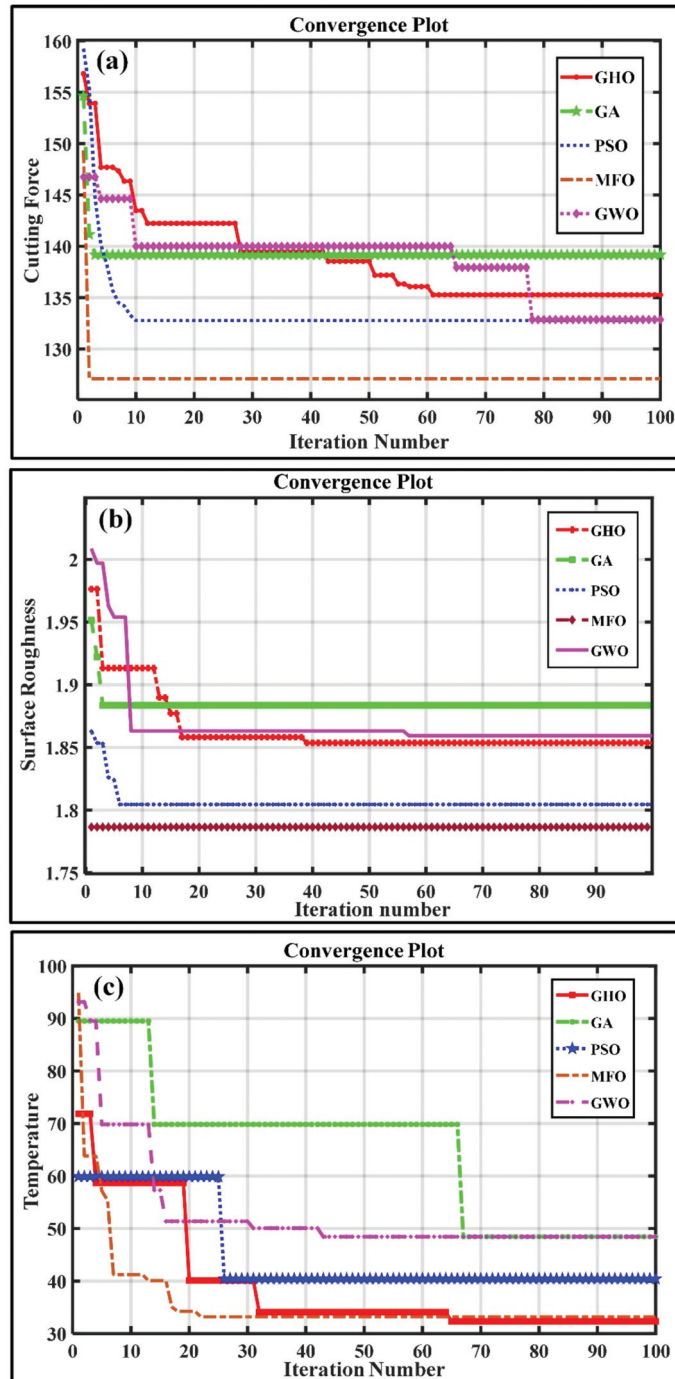 Convergence Plot
(a)
160
155
150
145
140
135
130
Cutting Force
GHO
GA
PSO
MFO
GWO
0 10 20 30 40 50 60 70 80 90 100
Iteration Number
Convergence Plot
(b)
2
1.95
1.9
1.85
1.8
1.75
Surface Roughness
GHO
GA
PSO
MFO
GWO
0 10 20 30 40 50 60 70 80 90
Iteration number
Convergence Plot
(c)
100
90
80
70
60
50
40
30
Temperature
GHO
GA
PSO
MFO
GWO
0 10 20 30 40 50 60 70 80 90 100
Iteration Number